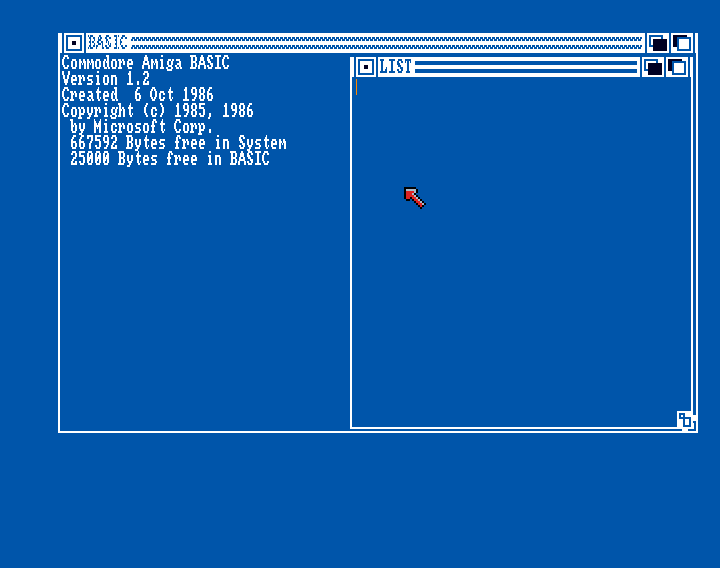 BASIC
Commodore Amiga BASIC
Version 1.2
Created  6 Oct 1986
Copyright (c) 1985, 1986
by Microsoft Corp.
667592 Bytes free in System
25000 Bytes free in BASIC
LIST